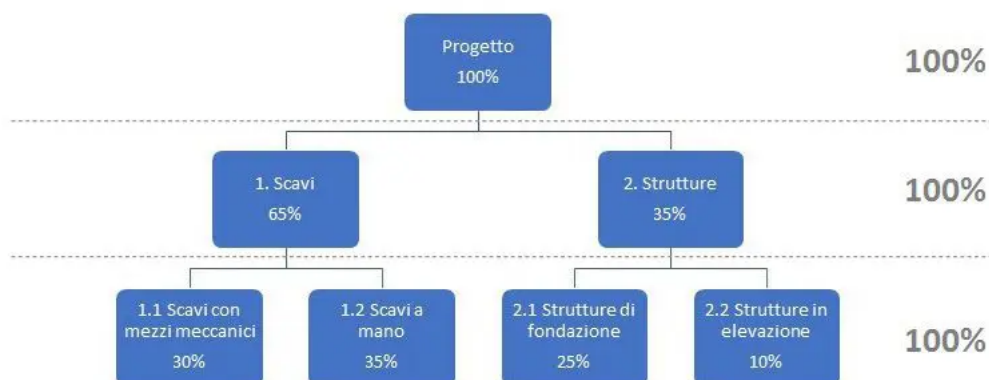 Progetto
100%
100%
1. Scavi
65%
2. Strutture
35%
100%
1.1 Scavi con
mezzi meccanici
30%
1.2 Scavi a
mano
35%
2.1 Strutture di
fondazione
25%
2.2 Strutture in
elevazione
10%
100%